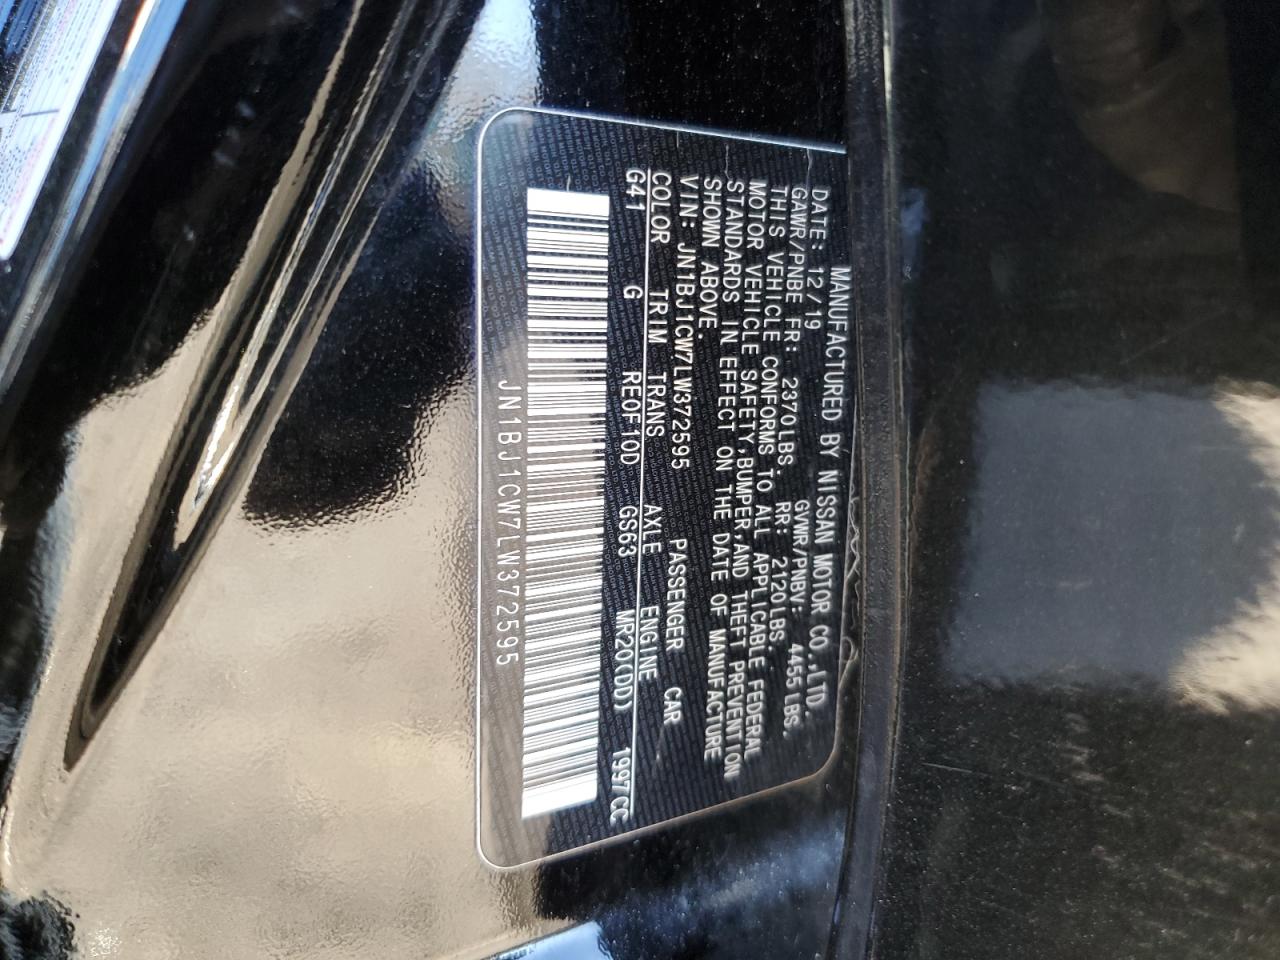 MANUFACTURED BY NISSAN MOTOR CO.,LTD.
DATE: 12/19 GVWR/PNBV: 4455 LBS.
GAWR/PNBE FR: 2370LBS. RR: 2120LBS.
THIS VEHICLE CONFORMS TO ALL APPLICABLE FEDERAL
MOTOR VEHICLE SAFETY,BUMPER,AND THEFT PREVENTION
STANDARDS IN EFFECT ON THE DATE OF MANUFACTURE
SHOWN ABOVE.
VIN: JN1BJ1CW7LW372595 PASSENGER CAR
COLOR TRIM TRANS AXLE ENGINE
G41 G RE0F10D GS63 MR20(DD) 1997CC
JN1BJ1CW7LW372595